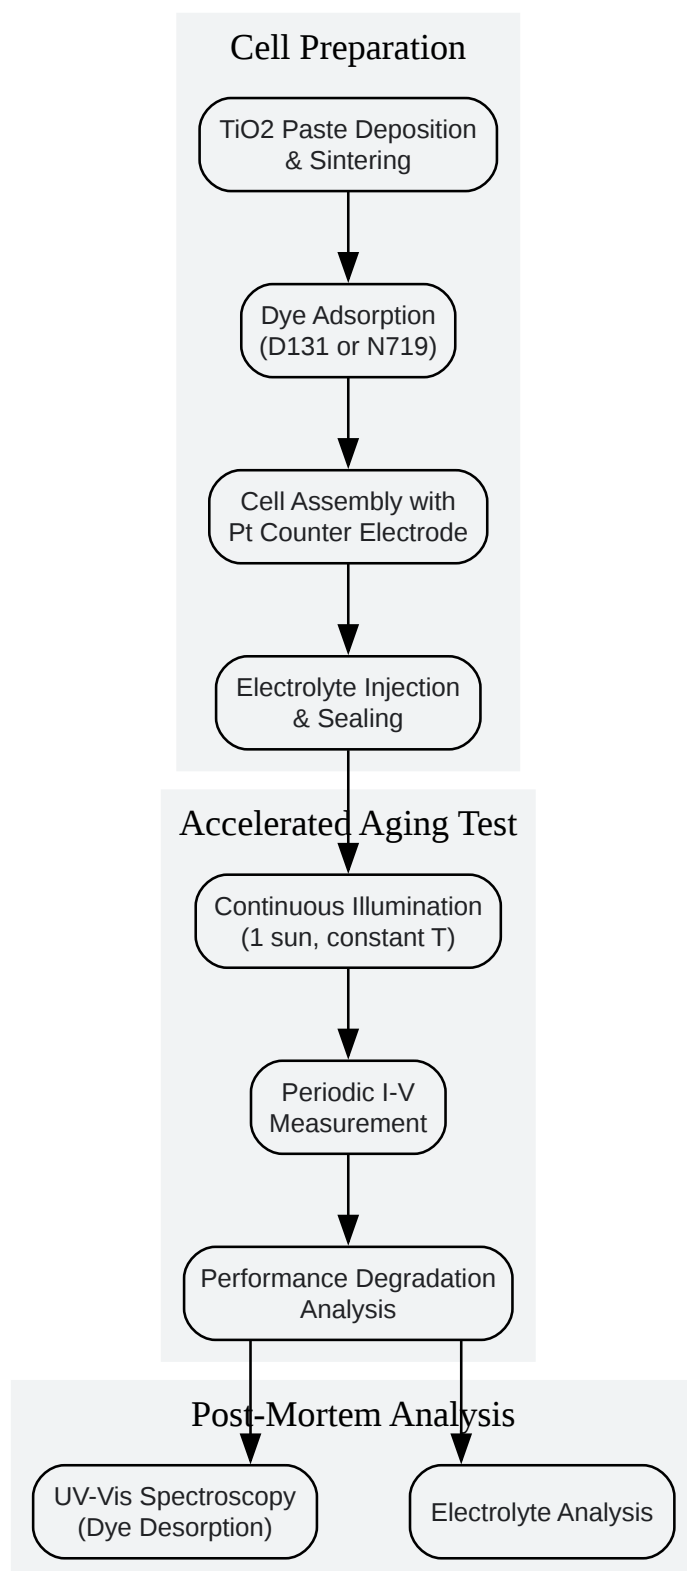 Cell Preparation
TiO2 Paste Deposition
& Sintering
Dye Adsorption
(D131 or N719)
Cell Assembly with
Pt Counter Electrode
Electrolyte Injection
& Sealing
Accelerated Aging Test
Continuous Illumination
(1 sun, constant T)
Periodic I-V
Measurement
Performance Degradation
Analysis
Post-Mortem Analysis
UV-Vis Spectroscopy
(Dye Desorption)
Electrolyte Analysis